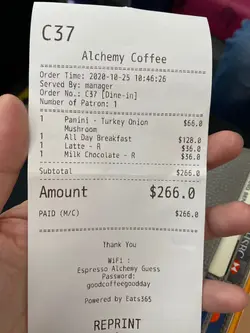 C37
Alchemy Coffee
Order Time: 2020-10-25 10:46:26
Served By: manager
Order No.: C37 [Dine-in]
Number of Patron: 1
1 Panini - Turkey Onion Mushroom $66.0
1 All Day Breakfast $128.0
1 Latte - R $36.0
1 Milk Chocolate - R $36.0
Subtotal $266.0
Amount $266.0
PAID (M/C) $266.0
Thank You
WiFi :
Espresso Alchemy Guess
Password:
goodcoffeegoodday
Powered by Eats365
REPRINT